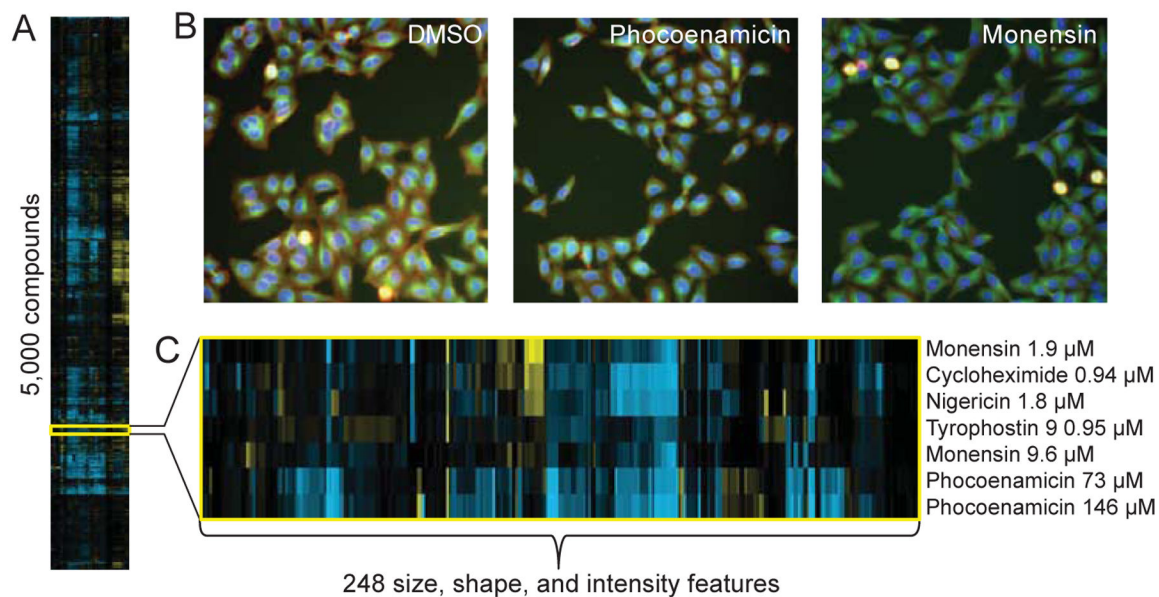 A
B
DMSO
Phocoenamicin
Monensin
5,000 compounds
C
Monensin 1.9 µM
Cycloheximide 0.94 µM
Nigericin 1.8 µM
Tyrophostin 9 0.95 µM
Monensin 9.6 µM
Phocoenamicin 73 µM
Phocoenamicin 146 µM
248 size, shape, and intensity features